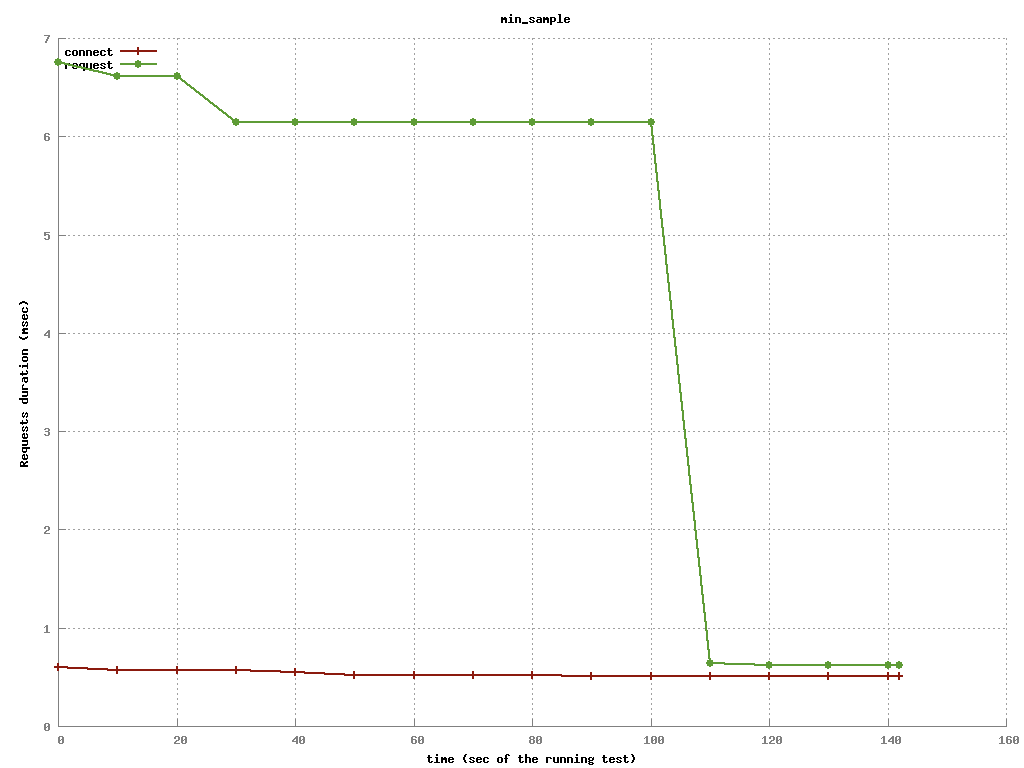 min_sample
7
connect
request
6
5
4
3
2
1
0
Requests duration (msec)
0 20 40 60 80 100 120 140 160
time (sec of the running test)